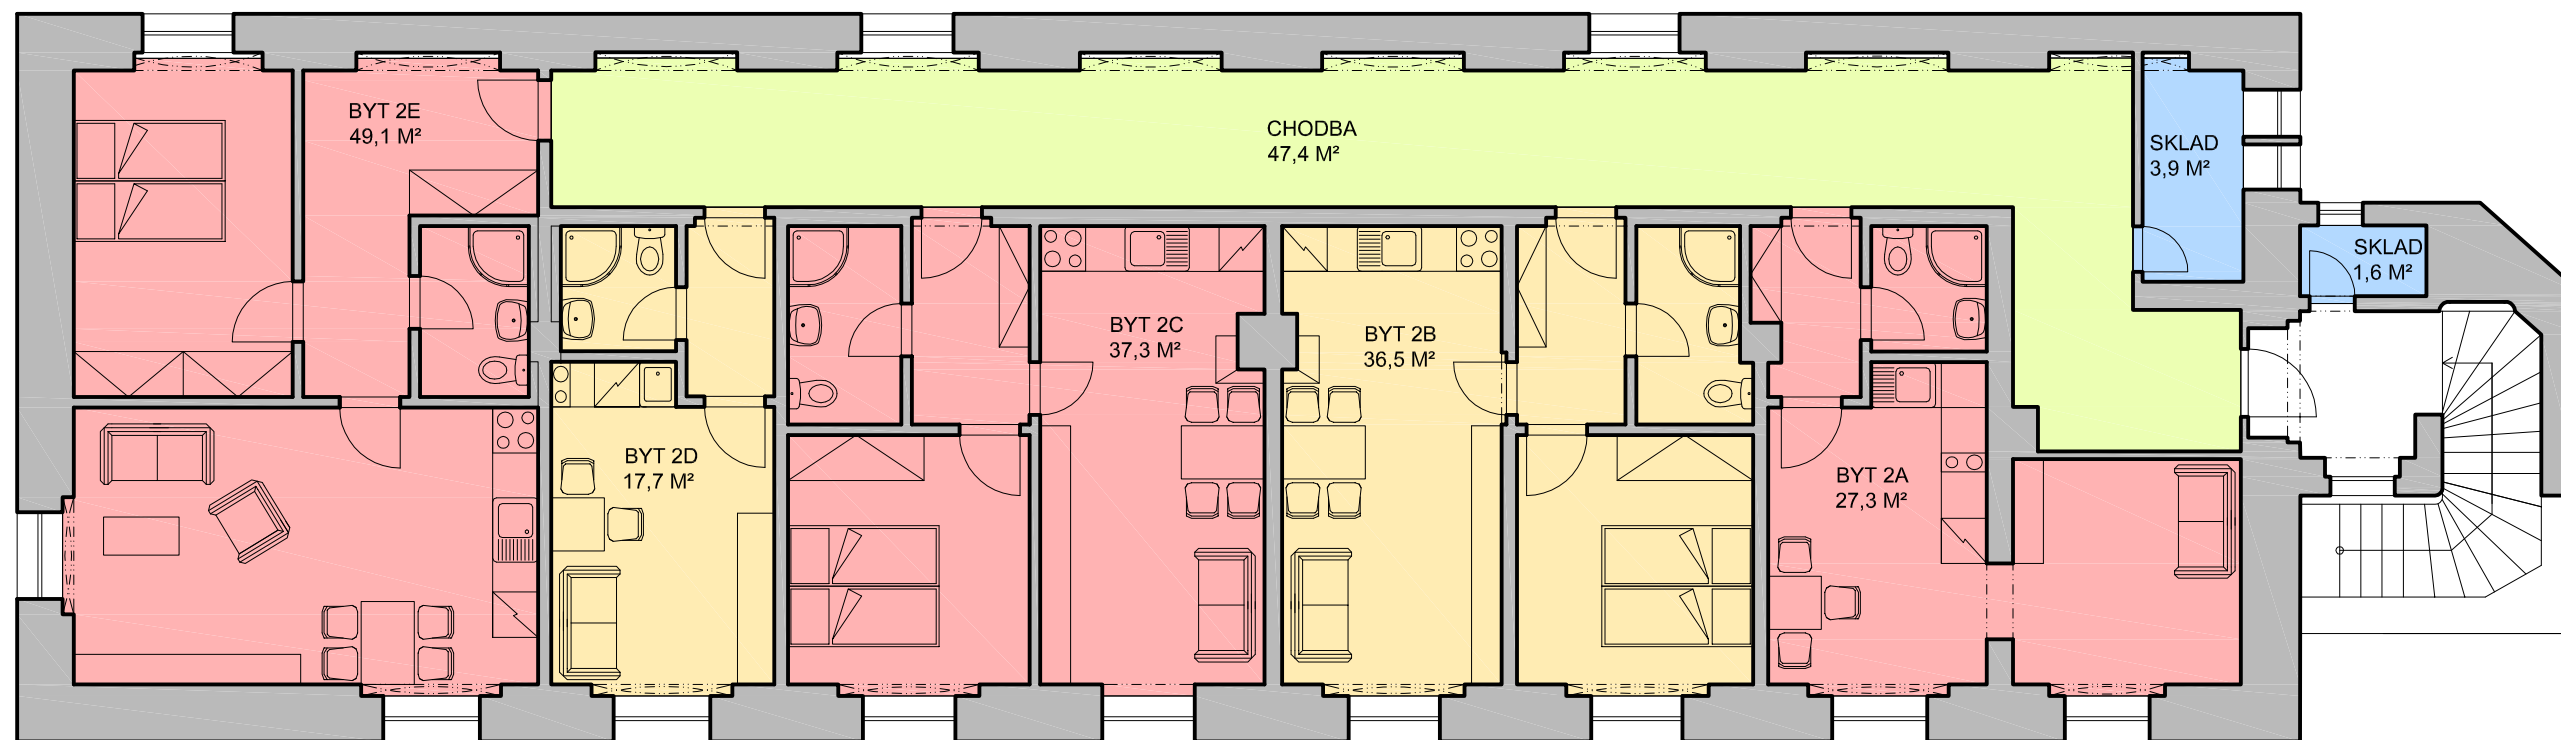 BYT 2E
49,1 M²
CHODBA
47,4 M²
SKLAD
3,9 M²
SKLAD
1,6 M²
BYT 2C
37,3 M²
BYT 2B
36,5 M²
BYT 2D
17,7 M²
BYT 2A
27,3 M²